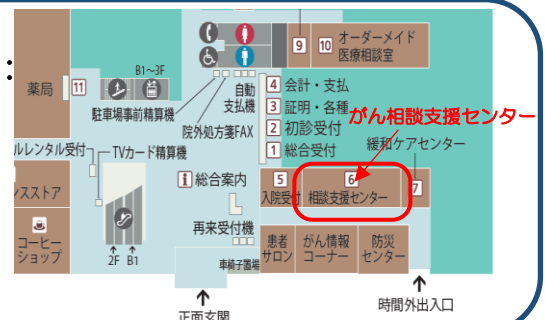 9
10
オーダーメイド
医療相談室
B1～3F
薬局
11
自動
支払機
4 会計・支払
3 証明・各種
2 初診受付
1 総合受付
駐車場事前精算機
院外処方箋FAX
がん相談支援センター
緩和ケアセンター
ルレンタル受付
TVカード精算機
i 総合案内
5
入院受付
6
相談支援センター
7
ンスストア
コーヒー
ショップ
2F B1
再来受付機
車椅子置場
患者
サロン
がん情報
コーナー
防災
センター
正面玄関
時間外出入口